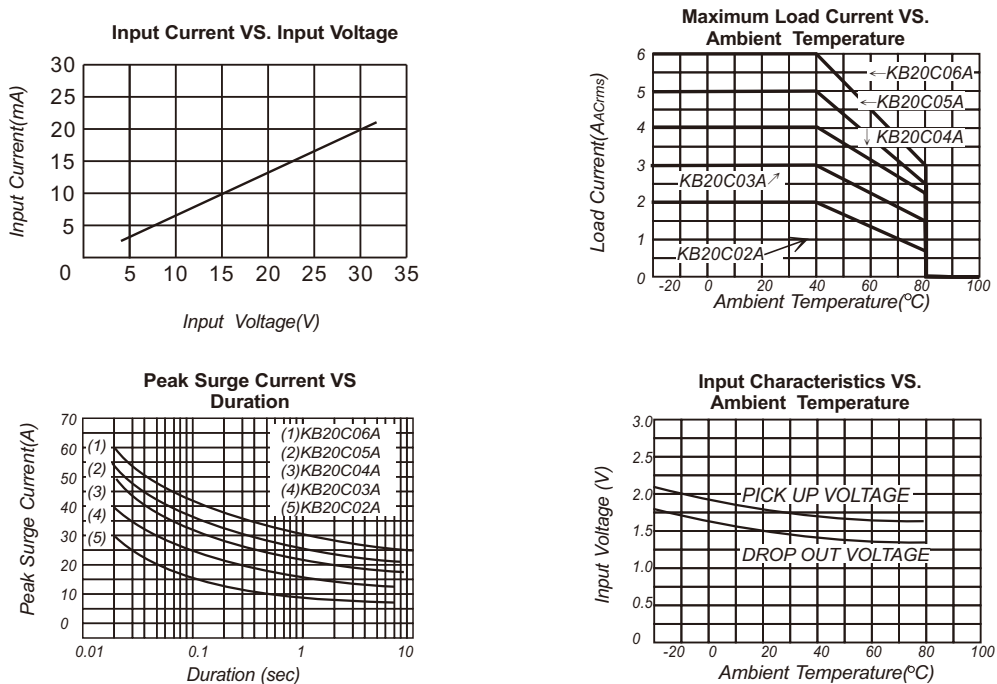 Input Current VS. Input Voltage
Input Current(mA)
30
25
20
15
10
5
0
5 10 15 20 25 30 35
Input Voltage(V)
Maximum Load Current VS.
Ambient Temperature
Load Current(AACrms)
6
5
4
3
2
1
0
←KB20C06A
←KB20C05A
↓ KB20C04A
KB20C03A↗
KB20C02A
-20 0 20 40 60 80 100
Ambient Temperature(ºC)
Peak Surge Current VS
Duration
Peak Surge Current(A)
70
60
50
40
30
20
10
0
(1)
(2)
(3)
(4)
(5)
(1)KB20C06A
(2)KB20C05A
(3)KB20C04A
(4)KB20C03A
(5)KB20C02A
0.01 0.1 1 10
Duration (sec)
Input Characteristics VS.
Ambient Temperature
Input Voltage (V)
3.0
2.5
2.0
1.5
1.0
0.5
0
PICK UP VOLTAGE
DROP OUT VOLTAGE
-20 0 20 40 60 80 100
Ambient Temperature(ºC)